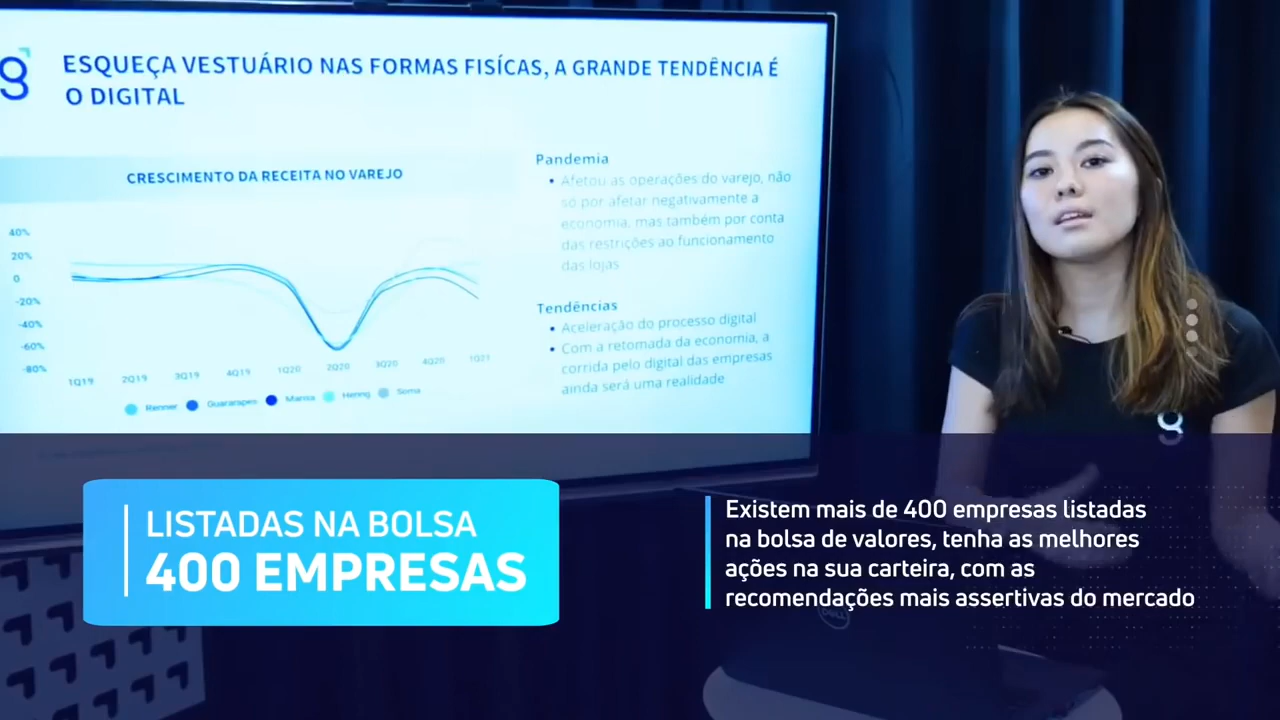 ESQUEÇA VESTUÁRIO NAS FORMAS FISÍCAS, A GRANDE TENDÊNCIA É
O DIGITAL
CRESCIMENTO DA RECEITA NO VAREJO
40%
20%
0
-20%
-40%
-60%
-80%
1Q19
2Q19
3Q19
4Q19
1Q20
2Q20
3Q20
4Q20
1Q21
Renner
Guararapes
Marisa
Hering
Soma
Pandemia
• Afetou as operações do varejo, não
só por afetar negativamente a
economia, mas também por conta
das restrições ao funcionamento
das lojas
Tendências
• Aceleração do processo digital
• Com a retomada da economia, a
corrida pelo digital das empresas
ainda será uma realidade
g
LISTADAS NA BOLSA
400 EMPRESAS
Existem mais de 400 empresas listadas
na bolsa de valores, tenha as melhores
ações na sua carteira, com as
recomendações mais assertivas do mercado
DELL